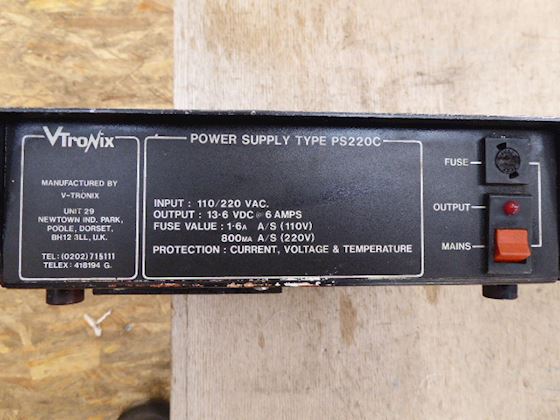 VTronix
MANUFACTURED BY
V-TRONIX
UNIT 29
NEWTOWN IND. PARK,
POOLE, DORSET,
BH12 3LL, U.K.
TEL: (0202) 715111
TELEX: 418194 G.
POWER SUPPLY TYPE PS220C
INPUT : 110/220 VAC.
OUTPUT : 13·6 VDC @ 6 AMPS
FUSE VALUE : 1·6A A/S (110V)
800MA A/S (220V)
PROTECTION : CURRENT, VOLTAGE & TEMPERATURE
FUSE
OUTPUT
MAINS